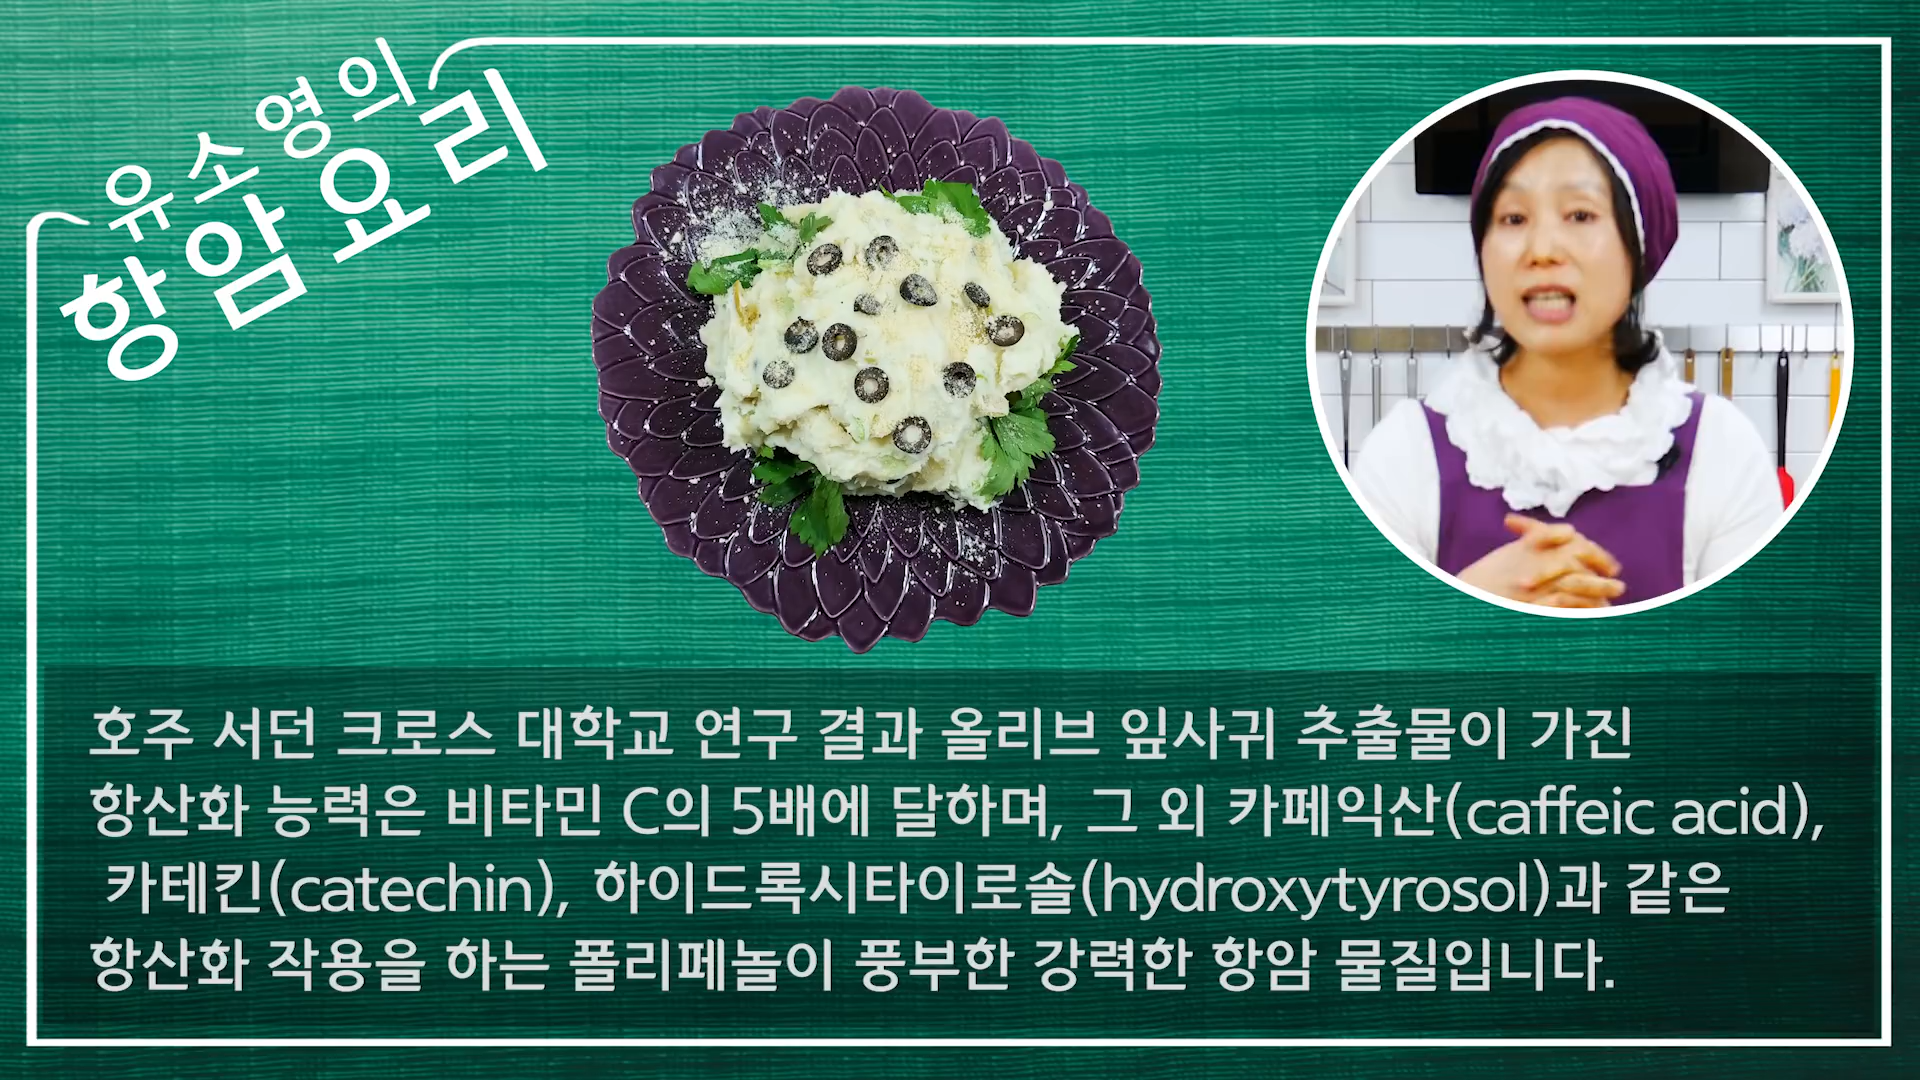 유소영의
항암요리
호주 서던 크로스 대학교 연구 결과 올리브 잎사귀 추출물이 가진
항산화 능력은 비타민 C의 5배에 달하며, 그 외 카페익산(caffeic acid),
카테킨(catechin), 하이드록시타이로솔(hydroxytyrosol)과 같은
항산화 작용을 하는 폴리페놀이 풍부한 강력한 항암 물질입니다.